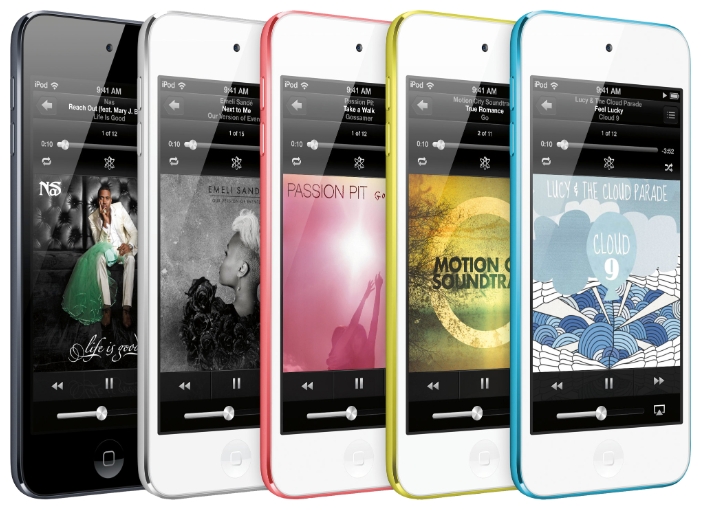 iPod
9:41 AM
Nas
Reach Out (feat. Mary J. B
Life Is Good
1 of 12
0:10
NaS
life is good
iPod
9:41 AM
Emeli Sandé
Next to Me
Our Version of Even
1 of 15
0:10
EMELI SAND
iPod
9:41 AM
Passion Pit
Take a Walk
Gossamer
1 of 12
0:10
PASSION PIT Go
iPod
9:41 AM
Motion City Soundtra
True Romance
Go
2 of 11
0:10
MOTION C
SOUNDTRA
iPod
9:41 AM
Lucy & The Cloud Parade
Feel Lucky
Cloud 9
1 of 12
0:10
-3:52
LUCY & THE CLOUD PARADE
CLOUD
9